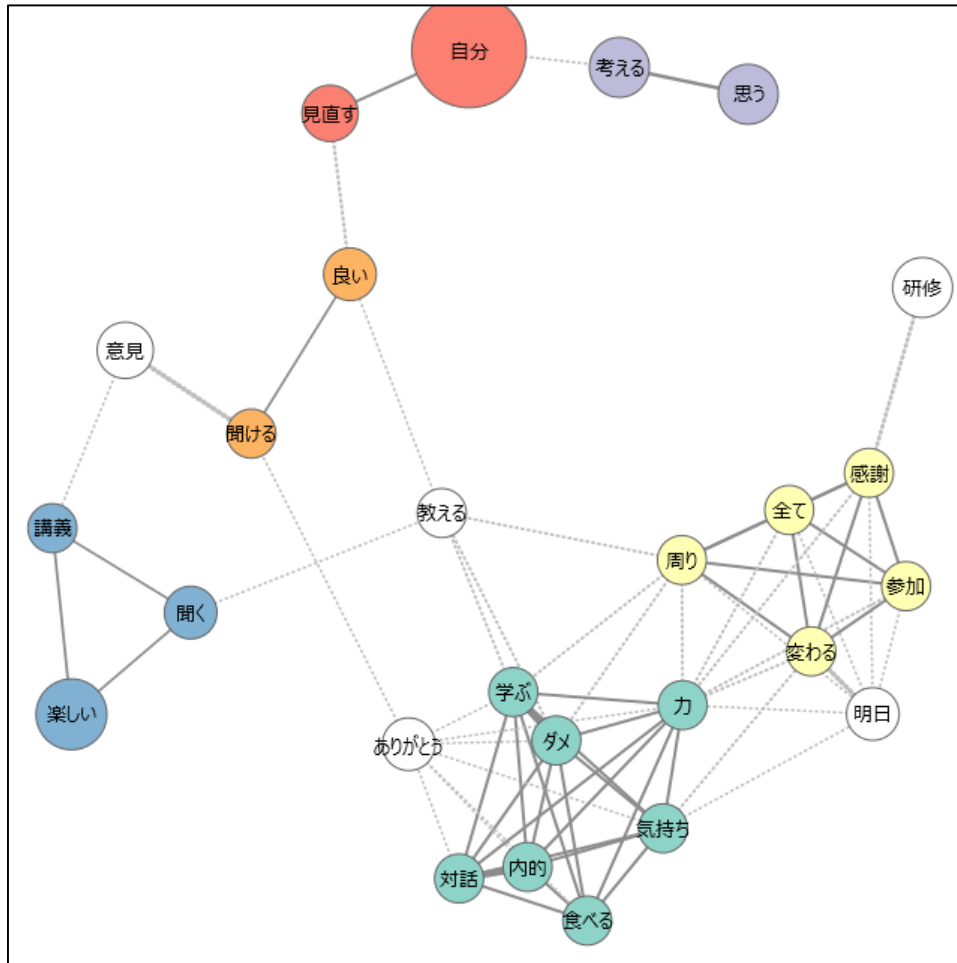 自分
考える
思う
見直す
良い
研修
意見
聞ける
感謝
全て
講義
教える
周り
参加
聞く
変わる
学ぶ
力
楽しい
明日
ありがとう
ダメ
気持ち
内的
対話
食べる